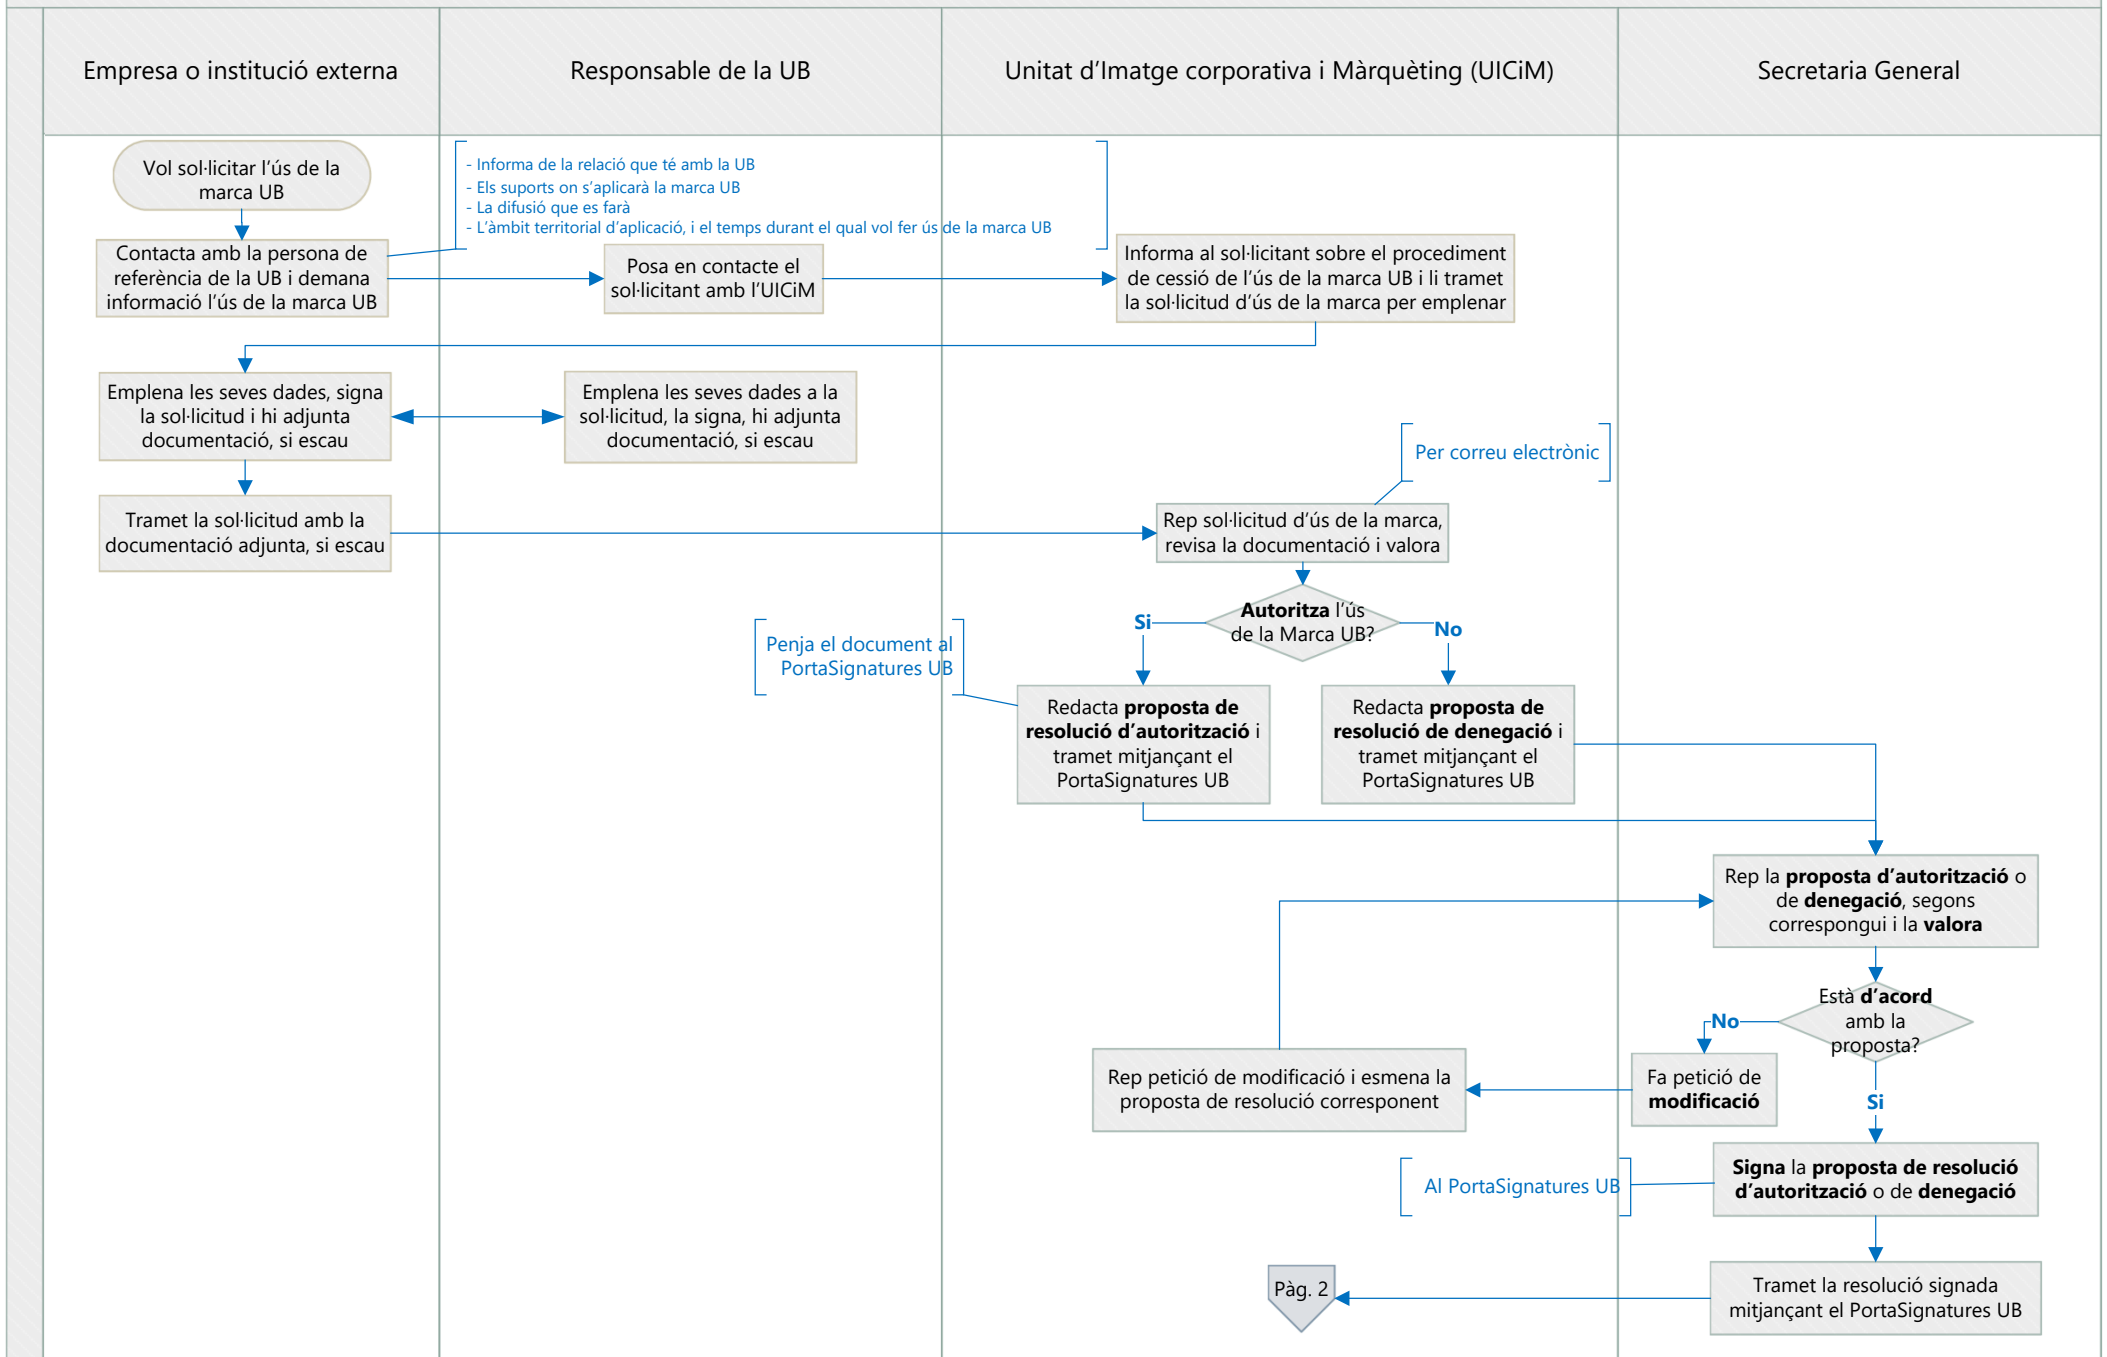 Empresa o institució externa
Responsable de la UB
Unitat d'Imatge corporativa i Màrquèting (UICiM)
Secretaria General
Vol sol·licitar l'ús de la
marca UB
- Informa de la relació que té amb la UB
- Els suports on s'aplicarà la marca UB
- La difusió que es farà
- L'àmbit territorial d'aplicació, i el temps durant el qual vol fer ús de la marca UB
Contacta amb la persona de
referència de la UB i demana
informació l'ús de la marca UB
Posa en contacte el
sol·licitant amb l'UICiM
Informa al sol·licitant sobre el procediment
de cessió de l'ús de la marca UB i li tramet
la sol·licitud d'ús de la marca per emplenar
Emplena les seves dades, signa
la sol·licitud i hi adjunta
documentació, si escau
Emplena les seves dades a la
sol·licitud, la signa, hi adjunta
documentació, si escau
Per correu electrònic
Tramet la sol·licitud amb la
documentació adjunta, si escau
Rep sol·licitud d'ús de la marca,
revisa la documentació i valora
Autoritza l'ús
de la Marca UB?
Si
No
Penja el document al
PortaSignatures UB
Redacta proposta de
resolució d'autorització i
tramet mitjançant el
PortaSignatures UB
Redacta proposta de
resolució de denegació i
tramet mitjançant el
PortaSignatures UB
Rep la proposta d'autorització o
de denegació, segons
correspongui i la valora
Està d'acord
amb la
proposta?
No
Si
Fa petició de
modificació
Rep petició de modificació i esmena la
proposta de resolució corresponent
Signa la proposta de resolució
d'autorització o de denegació
Al PortaSignatures UB
Tramet la resolució signada
mitjançant el PortaSignatures UB
Pàg. 2